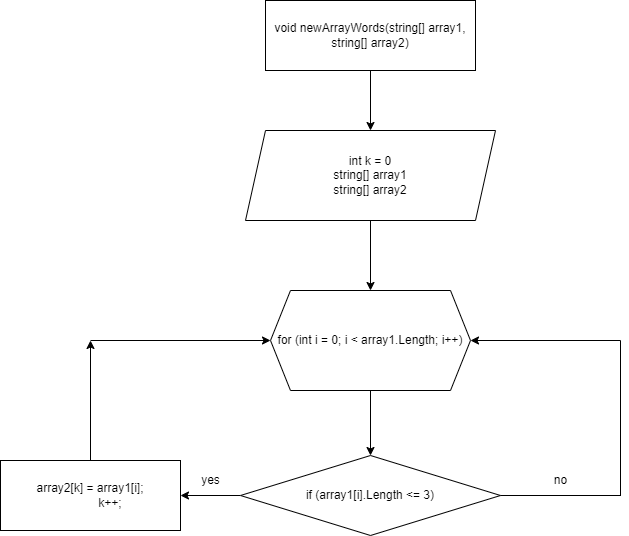 void newArrayWords(string[] array1,
string[] array2)
int k = 0
string[] array1
string[] array2
for (int i = 0; i < array1.Length; i++)
if (array1[i].Length <= 3)
yes
no
array2[k] = array1[i];
k++;